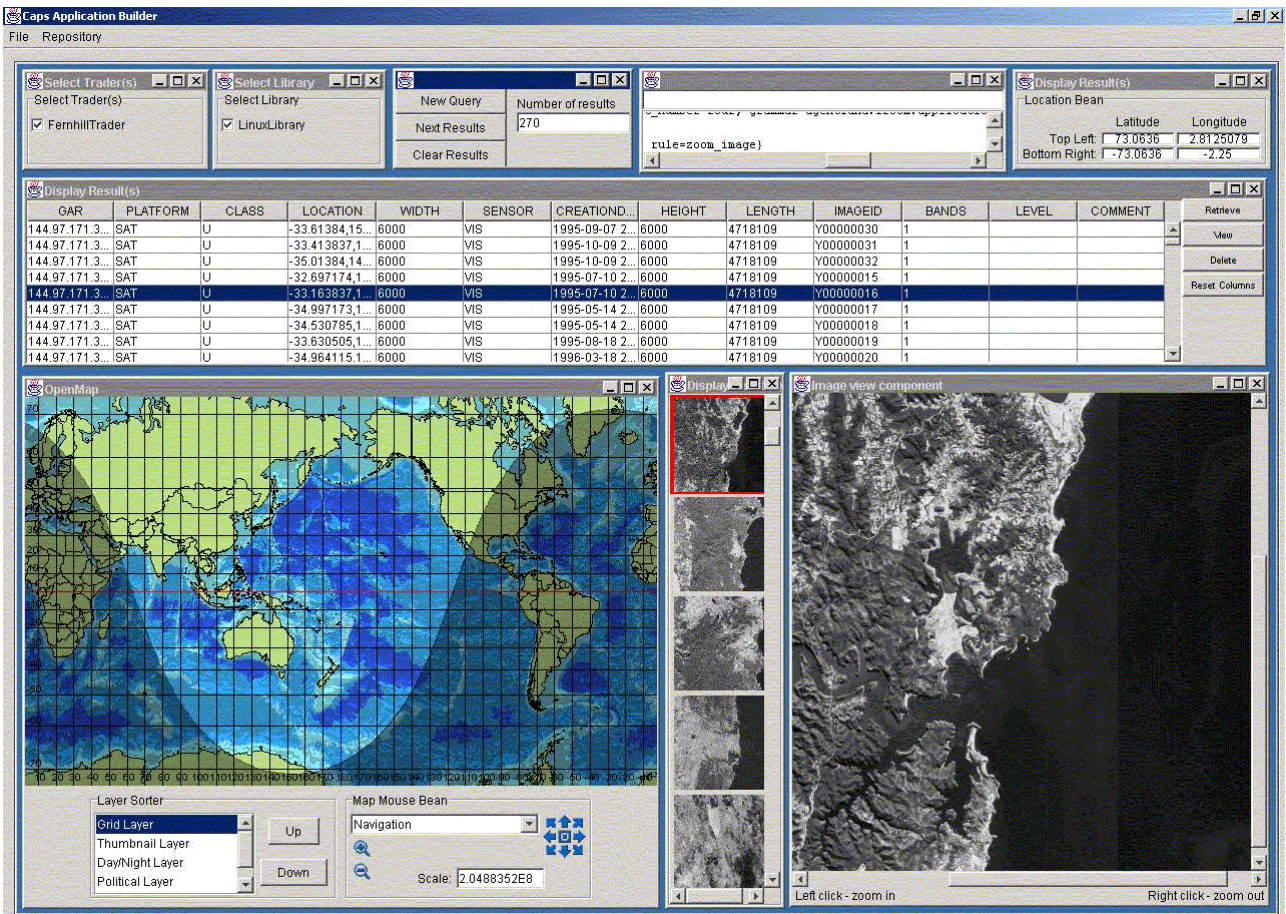 Caps Application Builder
File Repository
Select Trader(s)
Select Trader(s)
FernhillTrader
Select Library
Select Library
LinuxLibrary
New Query
Next Results
Clear Results
Number of results
270
rule=zoom_image}
Display Result(s)
Location Bean
Latitude Longitude
Top Left: 73.0636 2.8125079
Bottom Right: -73.0636 -2.25
Display Result(s)
GAR PLATFORM CLASS LOCATION WIDTH SENSOR CREATIOND... HEIGHT LENGTH IMAGEID BANDS LEVEL COMMENT
144.97.171.3... SAT U -33.61384,15... 6000 VIS 1995-09-07 2... 6000 4718109 Y00000030 1
144.97.171.3... SAT U -33.413837,1... 6000 VIS 1995-10-09 2... 6000 4718109 Y00000031 1
144.97.171.3... SAT U -35.01384,14... 6000 VIS 1995-10-09 2... 6000 4718109 Y00000032 1
144.97.171.3... SAT U -32.697174,1... 6000 VIS 1995-07-10 2... 6000 4718109 Y00000015 1
144.97.171.3... SAT U -33.163837,1... 6000 VIS 1995-07-10 2... 6000 4718109 Y00000016 1
144.97.171.3... SAT U -34.997173,1... 6000 VIS 1995-05-14 2... 6000 4718109 Y00000017 1
144.97.171.3... SAT U -34.530785,1... 6000 VIS 1995-05-14 2... 6000 4718109 Y00000018 1
144.97.171.3... SAT U -33.630505,1... 6000 VIS 1995-08-18 2... 6000 4718109 Y00000019 1
144.97.171.3... SAT U -34.964115,1... 6000 VIS 1996-03-18 2... 6000 4718109 Y00000020 1
Retrieve
View
Delete
Reset Columns
OpenMap
Layer Sorter
Grid Layer
Thumbnail Layer
Day/Night Layer
Political Layer
Up
Down
Map Mouse Bean
Navigation
Scale: 2.0488352E8
Display
Image view component
Left click - zoom in Right click - zoom out